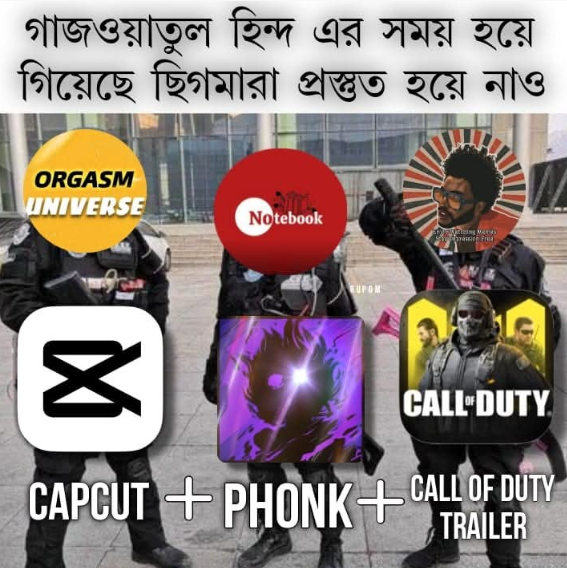 গাজওয়াতুল হিন্দ এর সময় হয়ে
গিয়েছে ছিগমারা প্রস্তুত হয়ে নাও
ORGASM
UNIVERSE
Notebook
RUPOM
CALL OF DUTY
CAPCUT + PHONK + CALL OF DUTY
TRAILER